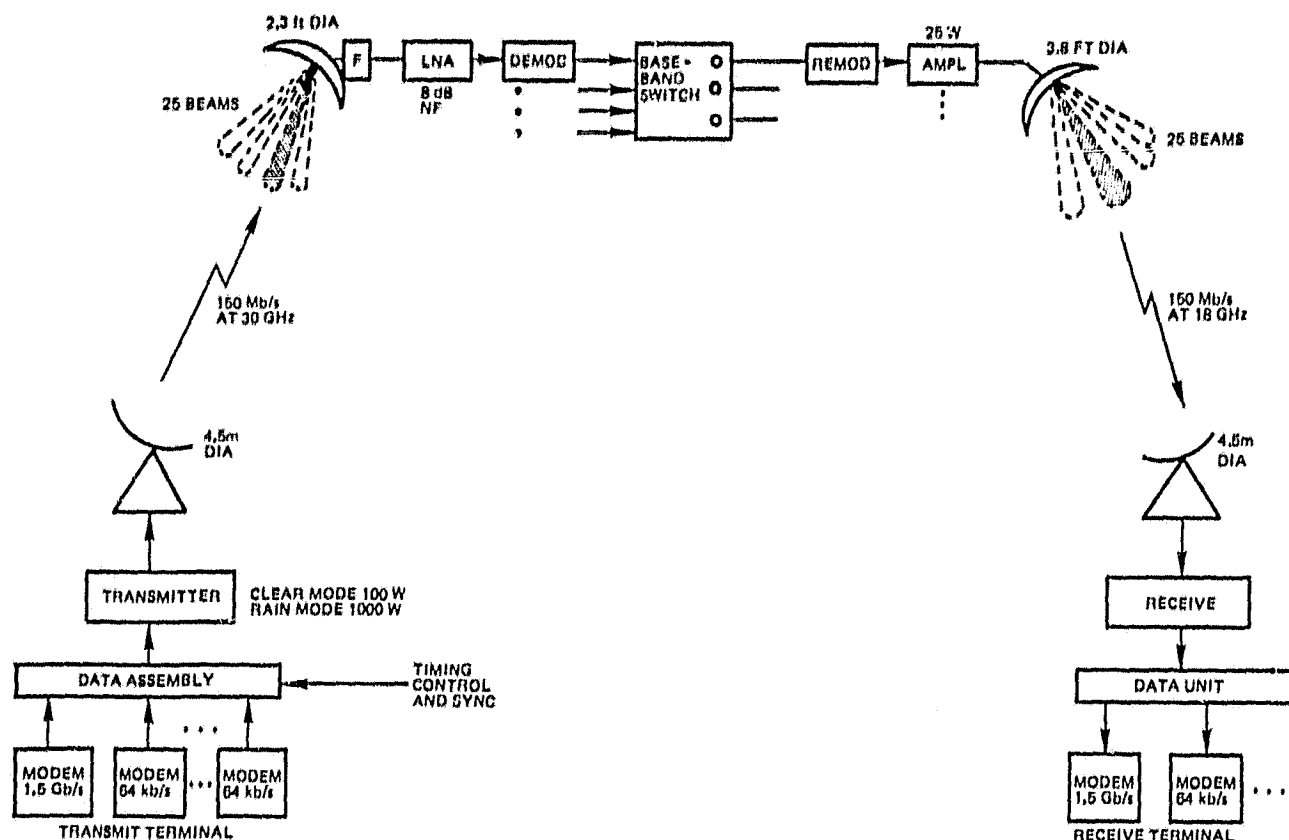 2.3 ft DIA
F
LNA
8 dB
NF
DEMOD
BASE-
BAND
SWITCH
REMOD
25 W
AMPL
3.8 FT DIA
25 BEAMS
25 BEAMS
150 Mb/s
AT 30 GHz
150 Mb/s
AT 18 GHz
4.5m
DIA
4.5m
DIA
TRANSMITTER
CLEAR MODE 100 W
RAIN MODE 1000 W
RECEIVE
DATA ASSEMBLY
TIMING
CONTROL
AND SYNC
DATA UNIT
MODEM
1.5 Gb/s
MODEM
64 kb/s
MODEM
64 kb/s
MODEM
1.5 Gb/s
MODEM
64 kb/s
TRANSMIT TERMINAL
RECEIVE TERMINAL